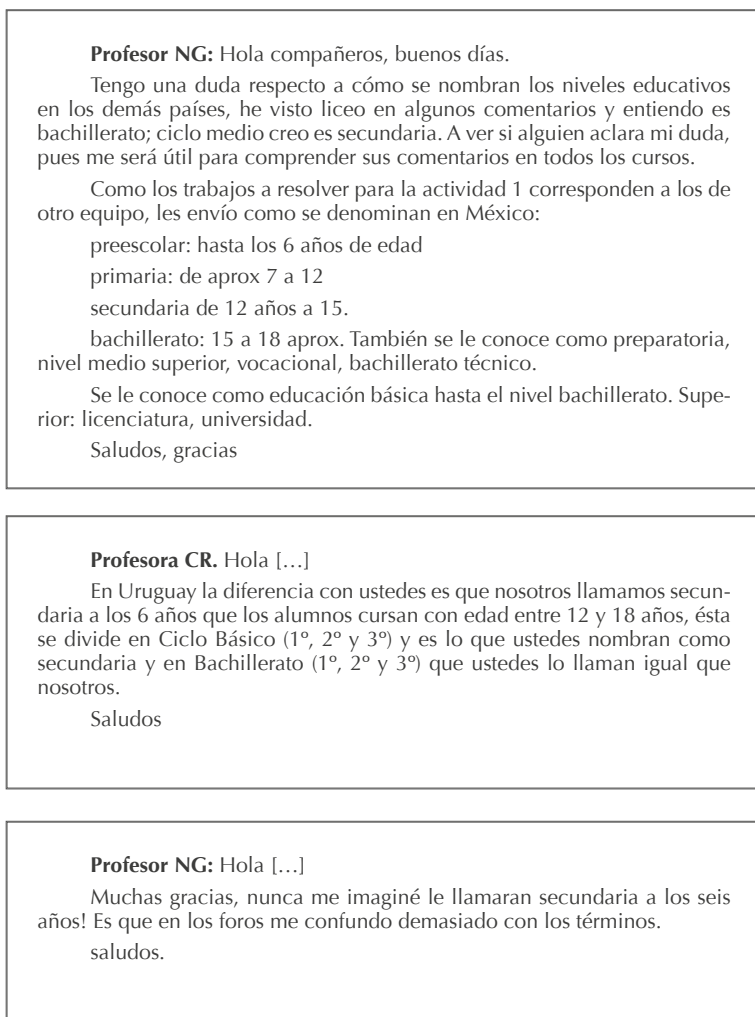 Profesor NG: Hola compañeros, buenos días.
Tengo una duda respecto a cómo se nombran los niveles educativos
en los demás países, he visto liceo en algunos comentarios y entiendo es
bachillerato; ciclo medio creo es secundaria. A ver si alguien aclara mi duda,
pues me será útil para comprender sus comentarios en todos los cursos.
Como los trabajos a resolver para la actividad 1 corresponden a los de
otro equipo, les envío como se denominan en México:
preescolar: hasta los 6 años de edad
primaria: de aprox 7 a 12
secundaria de 12 años a 15.
bachillerato: 15 a 18 aprox. También se le conoce como preparatoria,
nivel medio superior, vocacional, bachillerato técnico.
Se le conoce como educación básica hasta el nivel bachillerato. Supe-
rior: licenciatura, universidad.
Saludos, gracias
Profesora CR. Hola […]
En Uruguay la diferencia con ustedes es que nosotros llamamos secun-
daria a los 6 años que los alumnos cursan con edad entre 12 y 18 años, ésta
se divide en Ciclo Básico (1º, 2º y 3º) y es lo que ustedes nombran como
secundaria y en Bachillerato (1º, 2º y 3º) que ustedes lo llaman igual que
nosotros.
Saludos
Profesor NG: Hola […]
Muchas gracias, nunca me imaginé le llamaran secundaria a los seis
años! Es que en los foros me confundo demasiado con los términos.
saludos.